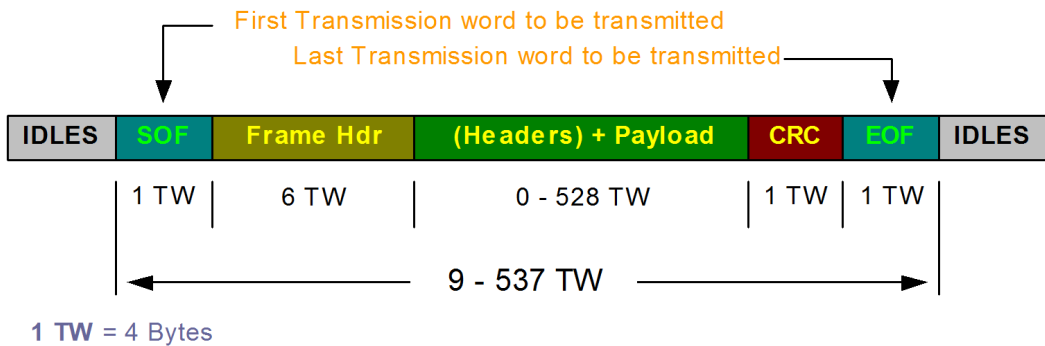 First Transmission word to be transmitted
Last Transmission word to be transmitted
IDLES SOF Frame Hdr (Headers) + Payload CRC EOF IDLES
1 TW 6 TW 0 - 528 TW 1 TW 1 TW
9 - 537 TW
1 TW = 4 Bytes